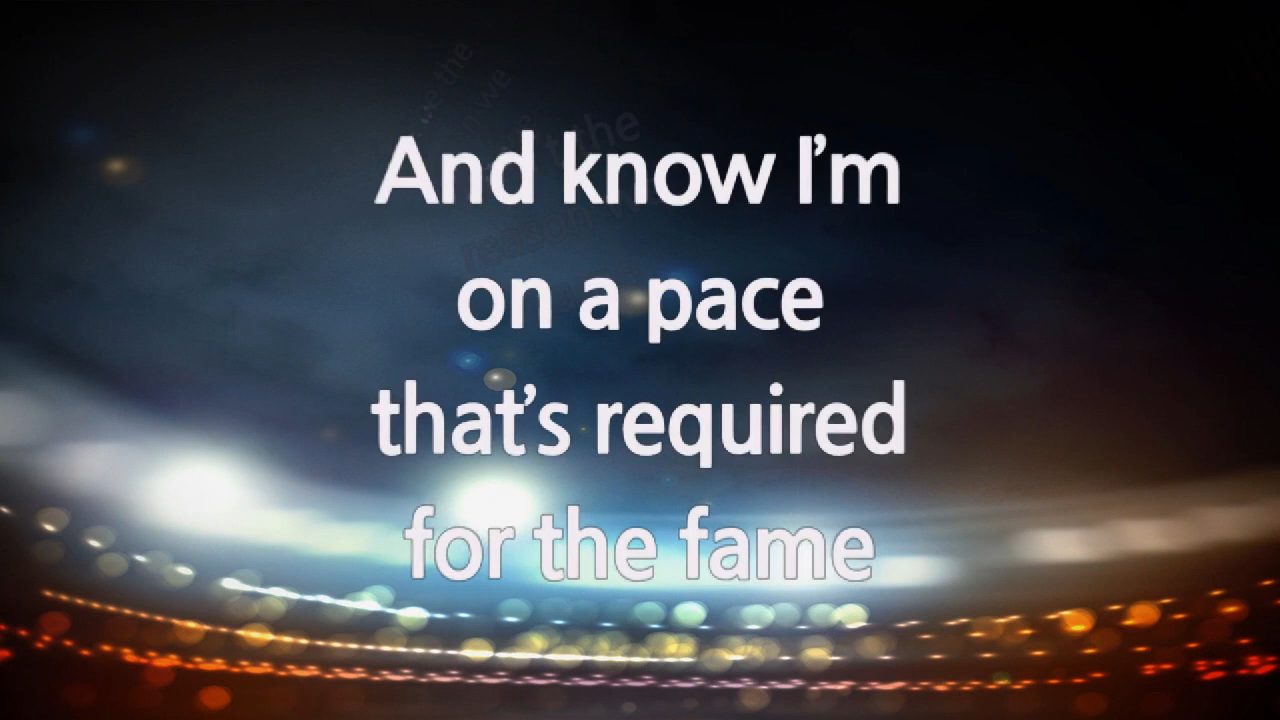 And know I'm
on a pace
that's required
for the fame